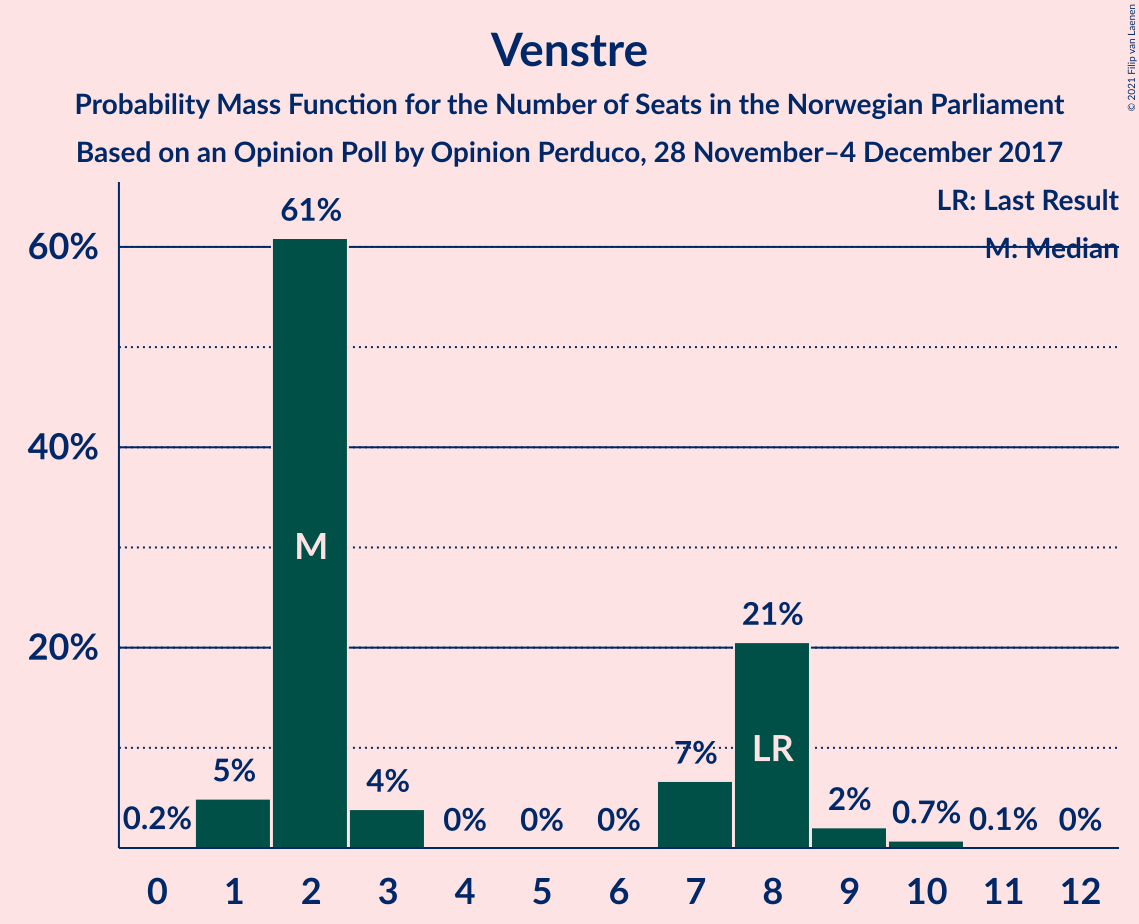 Venstre
Probability Mass Function for the Number of Seats in the Norwegian Parliament
Based on an Opinion Poll by Opinion Perduco, 28 November–4 December 2017
© 2021 Filip van Laenen
LR: Last Result
M: Median
60%
40%
20%
0.2%
5%
61%
4%
0%
0%
0%
7%
21%
2%
0.7%
0.1%
0%
M
LR
0 1 2 3 4 5 6 7 8 9 10 11 12